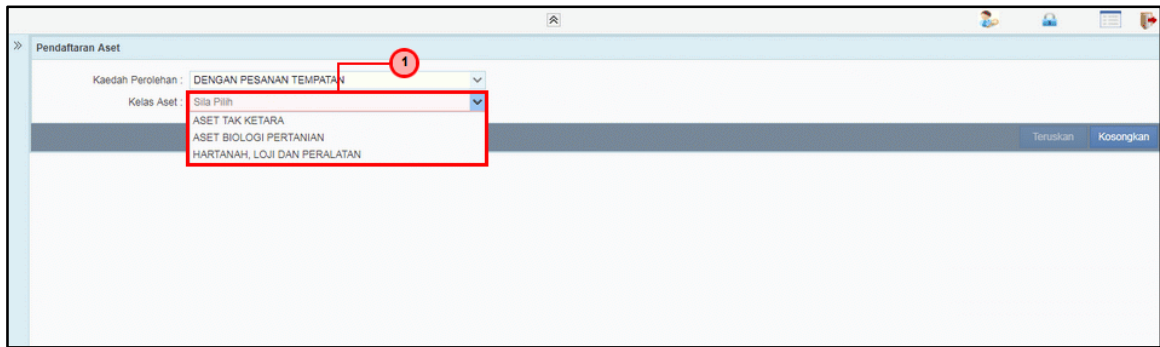 Pendaftaran Aset
1
Kaedah Perolehan : DENGAN PESANAN TEMPATAN
Kelas Aset : Sila Pilih
ASET TAK KETARA
ASET BIOLOGI PERTANIAN
HARTANAH, LOJI DAN PERALATAN
Teruskan Kosongkan